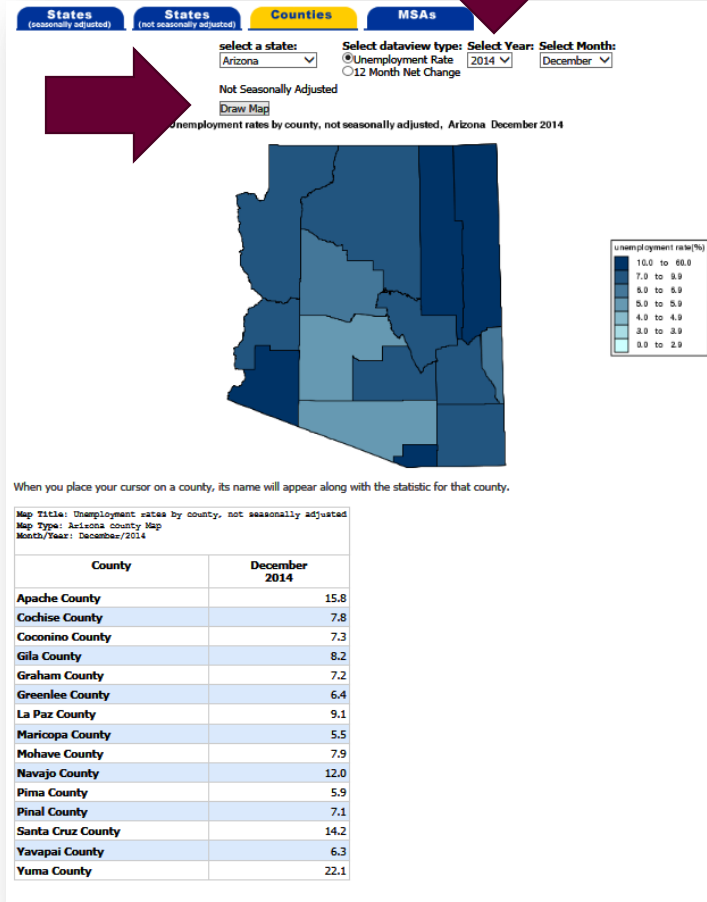 States States Counties MSAs
(seasonally adjusted) (not seasonally adjusted)
select a state: Select dataview type: Select Year: Select Month:
Arizona Unemployment Rate 2014 December
12 Month Net Change
Not Seasonally Adjusted
Draw Map
Unemployment rates by county, not seasonally adjusted, Arizona December 2014
unemployment rate(%)
10.0 to 60.0
7.0 to 9.9
6.0 to 6.9
5.0 to 5.9
4.0 to 4.9
3.0 to 3.9
0.0 to 2.9
When you place your cursor on a county, its name will appear along with the statistic for that county.
Map Title: Unemployment rates by county, not seasonally adjusted
Map Type: Arizona county Map
Month/Year: December/2014
County December
2014
Apache County 15.8
Cochise County 7.8
Coconino County 7.3
Gila County 8.2
Graham County 7.2
Greenlee County 6.4
La Paz County 9.1
Maricopa County 5.5
Mohave County 7.9
Navajo County 12.0
Pima County 5.9
Pinal County 7.1
Santa Cruz County 14.2
Yavapai County 6.3
Yuma County 22.1